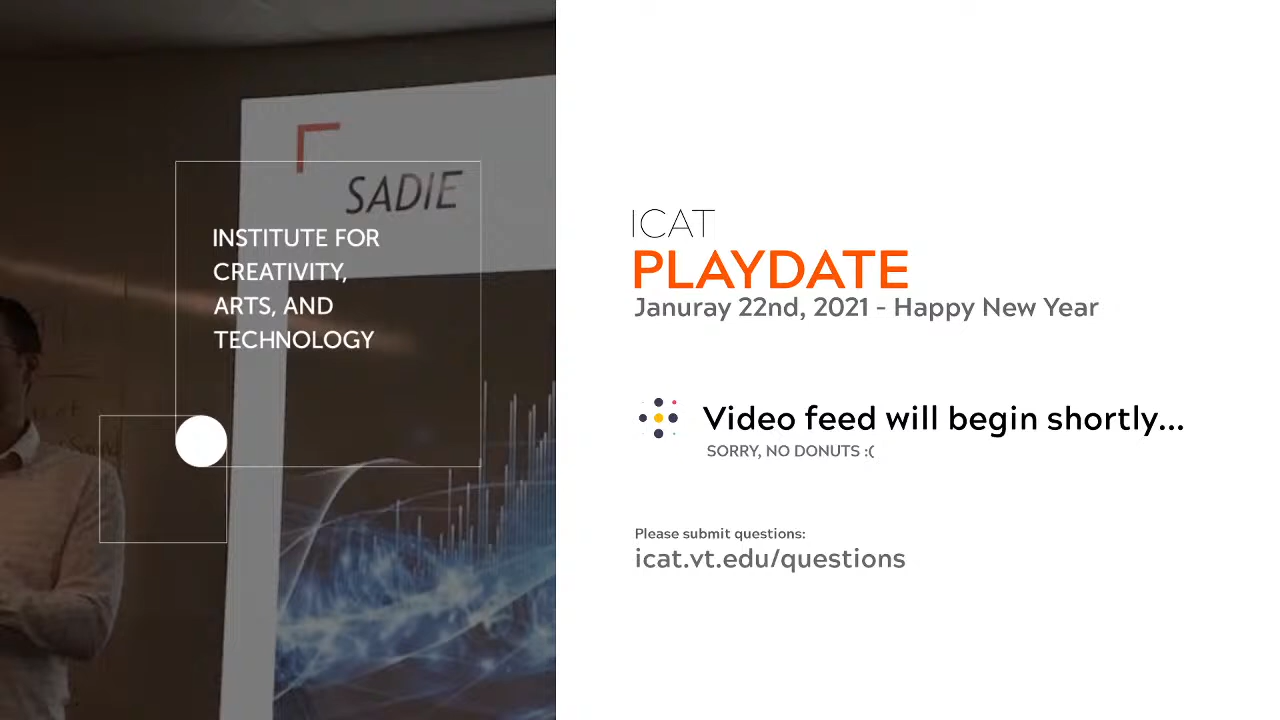 SADIE
INSTITUTE FOR
CREATIVITY,
ARTS, AND
TECHNOLOGY
ICAT
PLAYDATE
Januray 22nd, 2021 - Happy New Year
Video feed will begin shortly...
SORRY, NO DONUTS :(
Please submit questions:
icat.vt.edu/questions